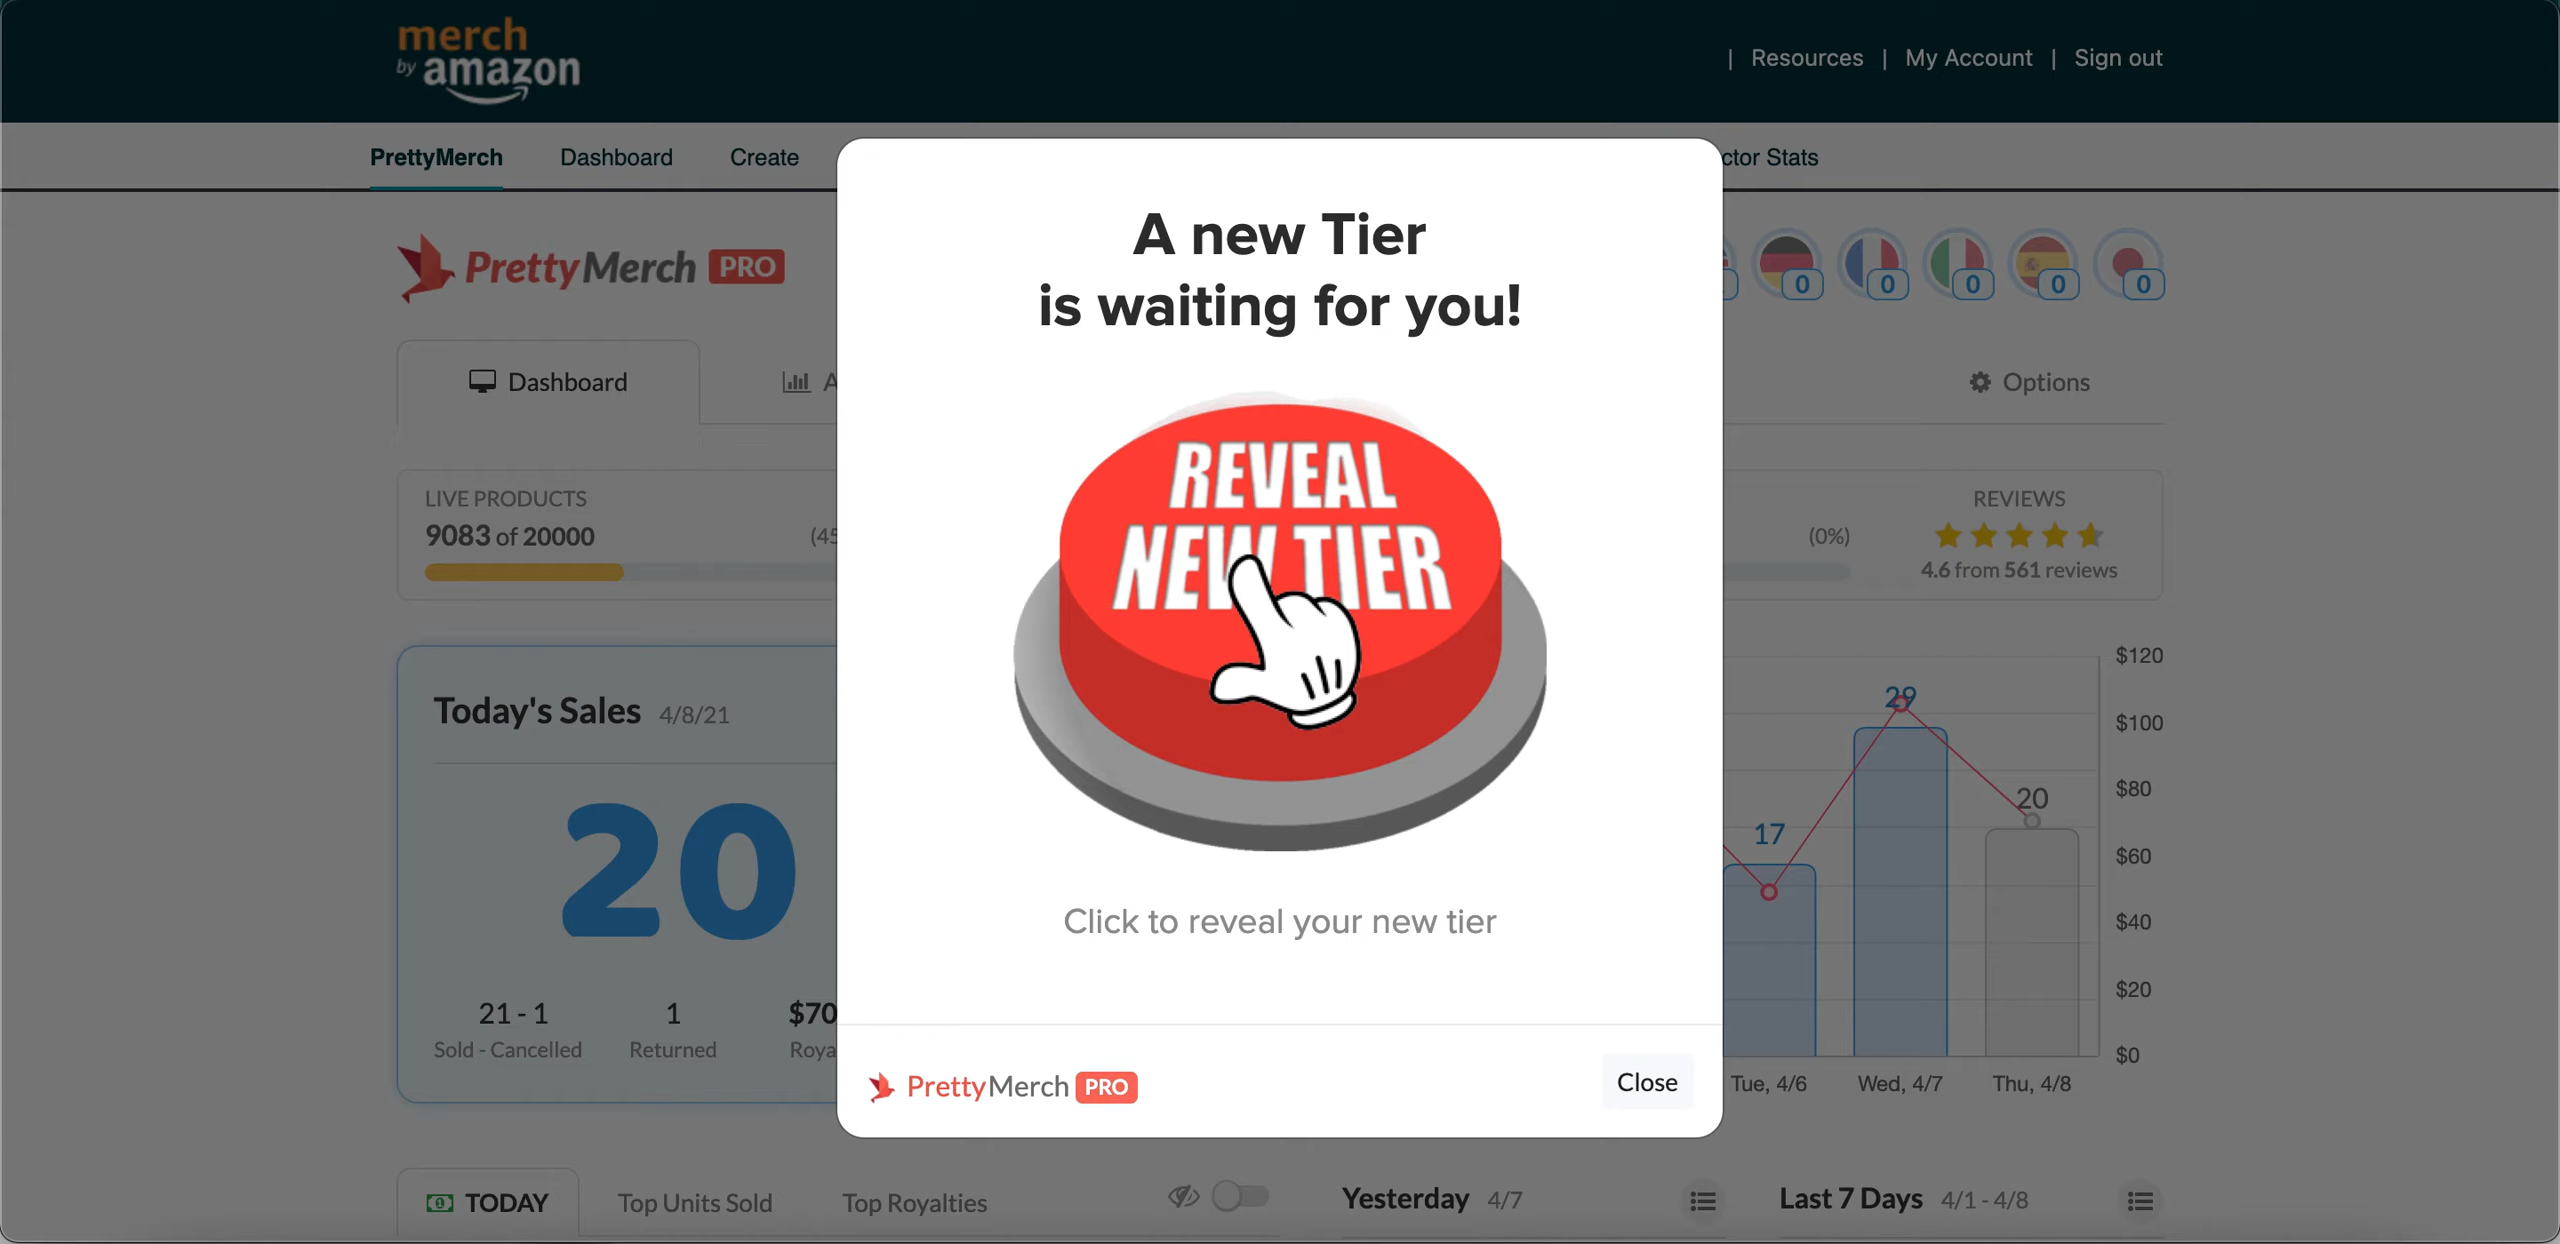 merch
by amazon
| Resources | My Account | Sign out
PrettyMerch Dashboard Create ctor Stats
PrettyMerch PRO
0 0 0 0 0
Dashboard
Options
A new Tier
is waiting for you!
REVEAL
NEW TIER
Click to reveal your new tier
PrettyMerch PRO
Close
LIVE PRODUCTS
9083 of 20000 (45
(0%)
REVIEWS
4.6 from 561 reviews
Today's Sales 4/8/21
20
21 - 1 1 $70
Sold - Cancelled Returned Roya
$120
$100
$80
$60
$40
$20
$0
17 29 20
Tue, 4/6 Wed, 4/7 Thu, 4/8
TODAY Top Units Sold Top Royalties
Yesterday 4/7
Last 7 Days 4/1 - 4/8